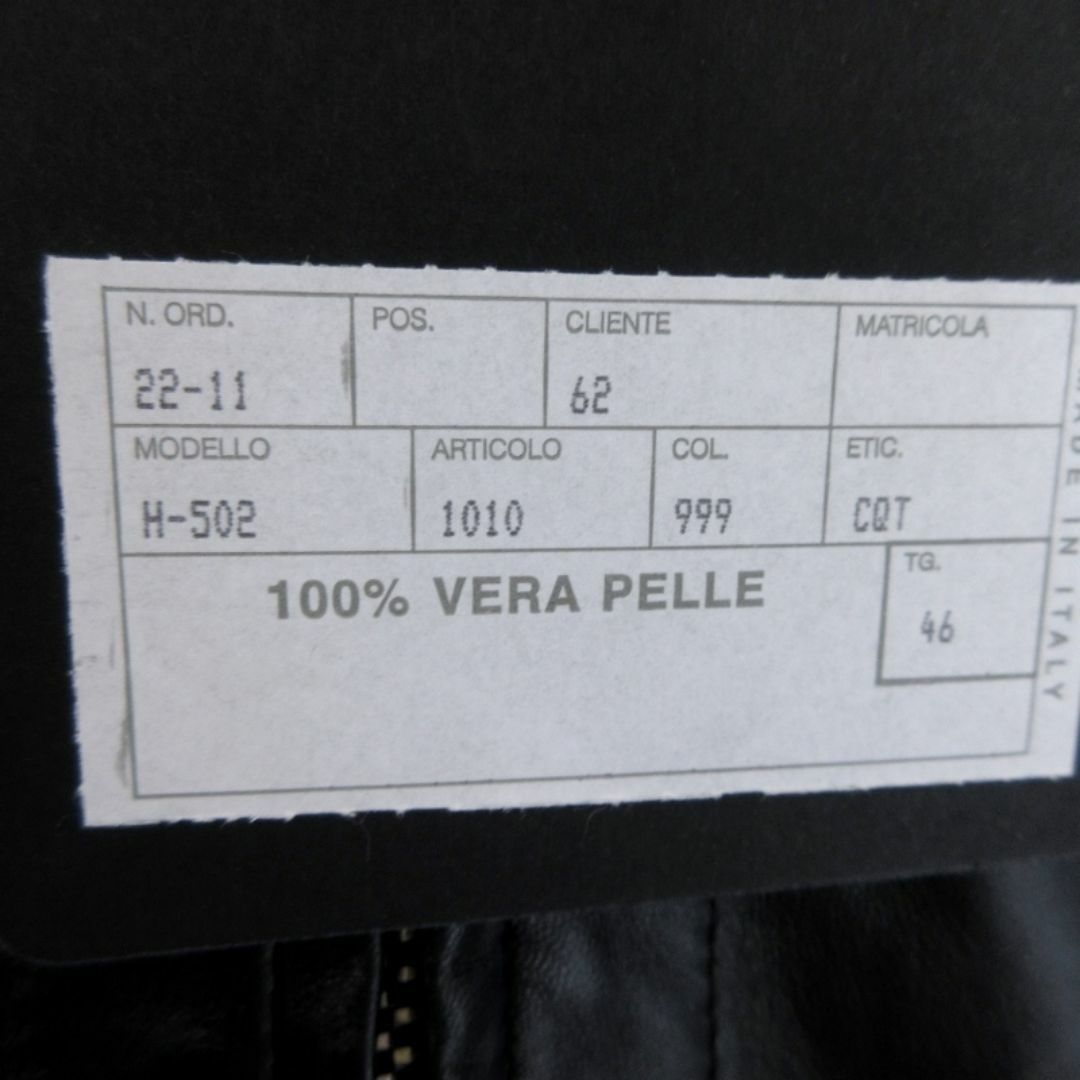 N. ORD. POS. CLIENTE MATRICOLA
22-11 62
MODELLO ARTICOLO COL. ETIC.
H-502 1010 999 CQT
100% VERA PELLE
TG.
46
MADE IN ITALY